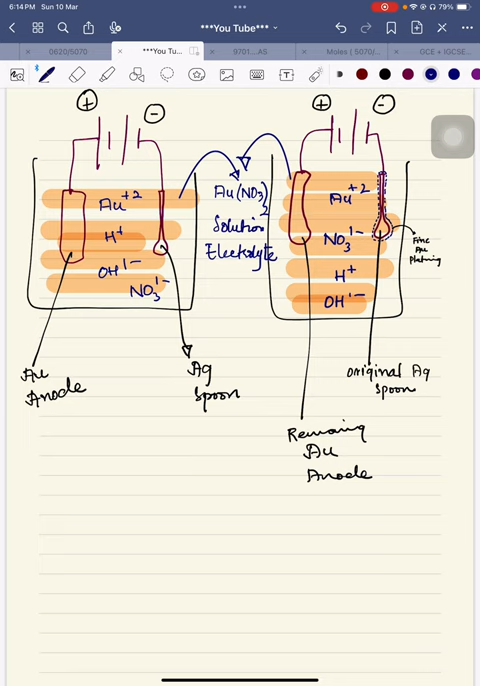 6:14 PM Sun 10 Mar
79%
***You Tube***
0620/5070
***You Tu...
9701....AS
Moles ( 5070/...
GCE + IGCSE...
+
−
+
−
Au+2
H+
OH1−
NO31−
Au(NO3)2
Solution
Electrolyte
Au+2
NO31−
H+
OH1−
Fine
Au
Plating
Au
Anode
Ag
Spoon
Original Ag
Spoon
Remaing
Au
Anode